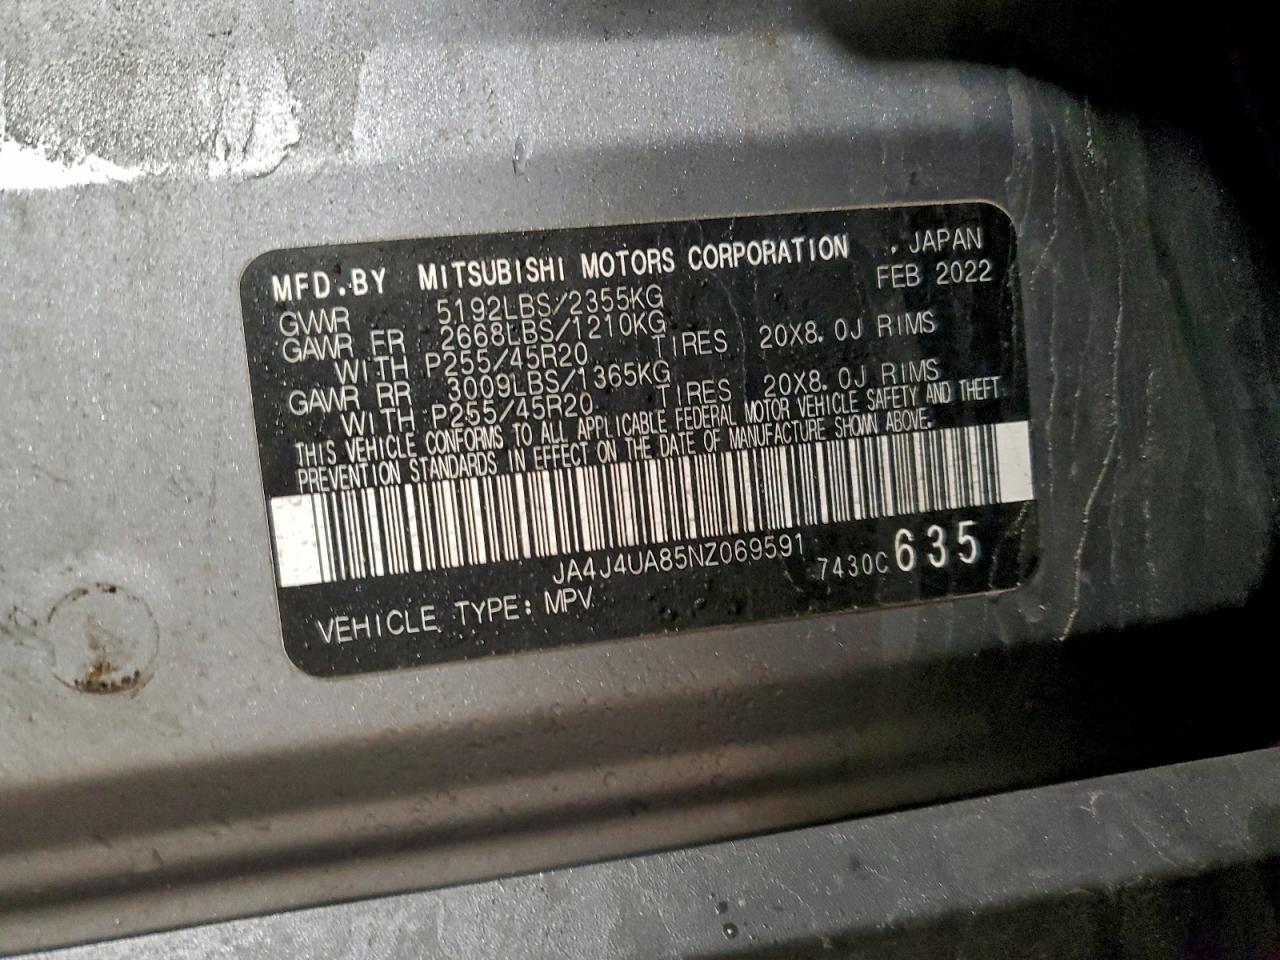 MFD.BY MITSUBISHI MOTORS CORPORATION , JAPAN
FEB 2022
GVWR 5192LBS/2355KG
GAWR FR 2668LBS/1210KG
WITH P255/45R20 TIRES 20X8.0J RIMS
GAWR RR 3009LBS/1365KG
WITH P255/45R20 TIRES 20X8.0J RIMS
THIS VEHICLE CONFORMS TO ALL APPLICABLE FEDERAL MOTOR VEHICLE SAFETY AND THEFT
PREVENTION STANDARDS IN EFFECT ON THE DATE OF MANUFACTURE SHOWN ABOVE.
JA4J4UA85NZ069591 7430C 635
VEHICLE TYPE: MPV